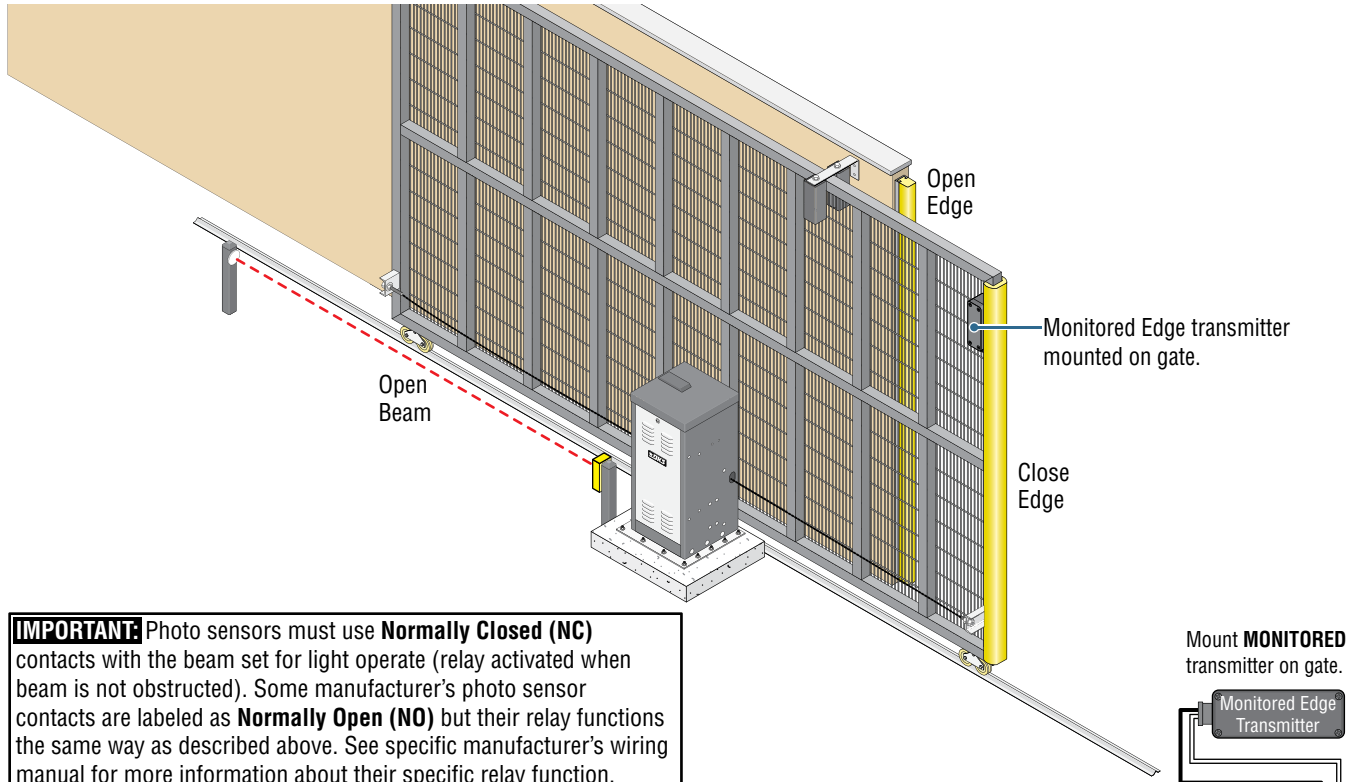 Open
Edge
Monitored Edge transmitter
mounted on gate.
Open
Beam
Close
Edge
IMPORTANT: Photo sensors must use Normally Closed (NC)
contacts with the beam set for light operate (relay activated when
beam is not obstructed). Some manufacturer’s photo sensor
contacts are labeled as Normally Open (NO) but their relay functions
the same way as described above. See specific manufacturer’s wiring
manual for more information about their specific relay function.
Mount MONITORED
transmitter on gate.
Monitored Edge
Transmitter